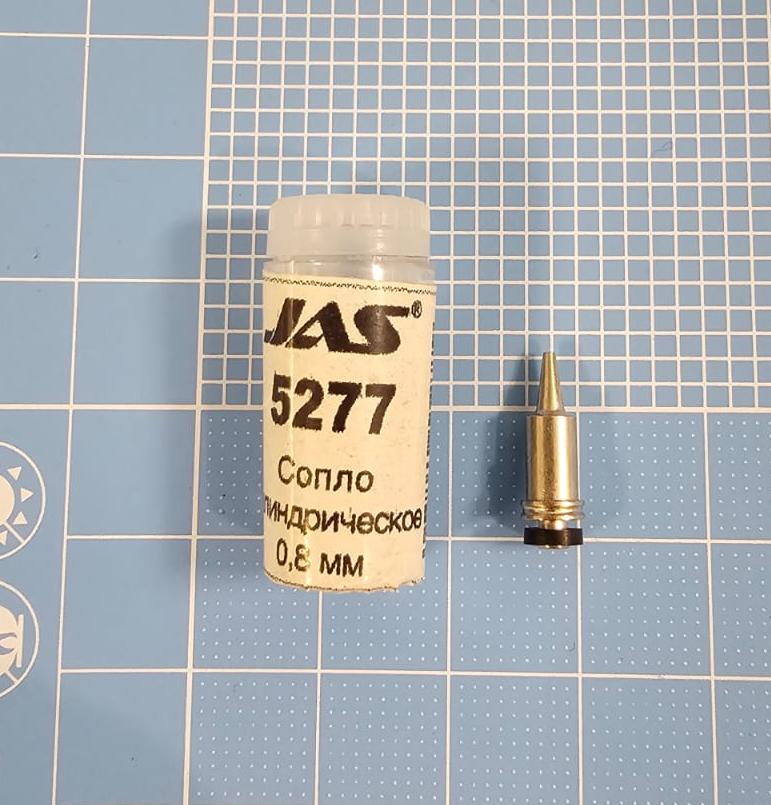 JAS®
5277
Сопло
линдрическое
0,8 мм